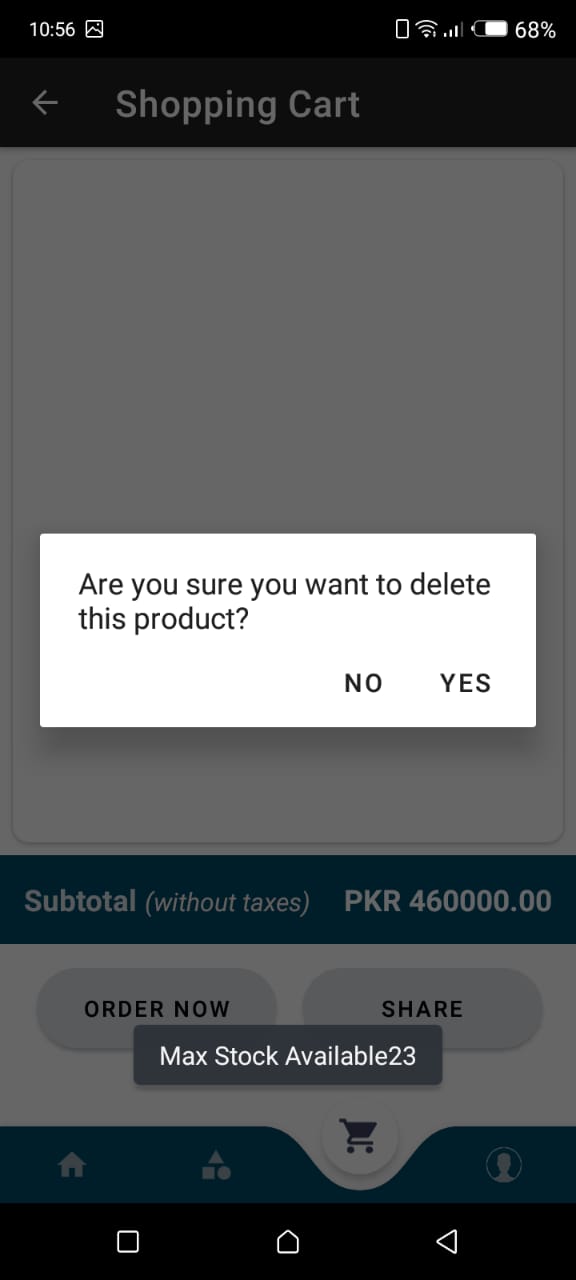 10:56
68%
Shopping Cart
Are you sure you want to delete
this product?
NO YES
Subtotal (without taxes) PKR 460000.00
ORDER NOW SHARE
Max Stock Available23